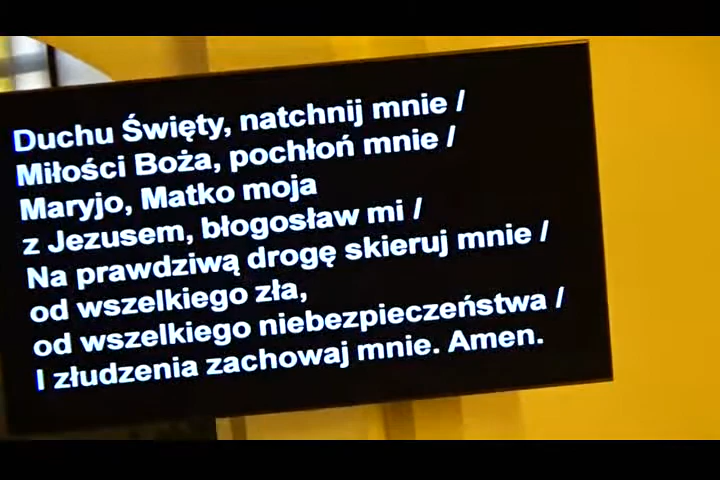 Duchu Święty, natchnij mnie /
Miłości Boża, pochłoń mnie /
Maryjo, Matko moja
z Jezusem, błogosław mi /
Na prawdziwą drogę skieruj mnie /
od wszelkiego zła,
od wszelkiego niebezpieczeństwa /
I złudzenia zachowaj mnie. Amen.